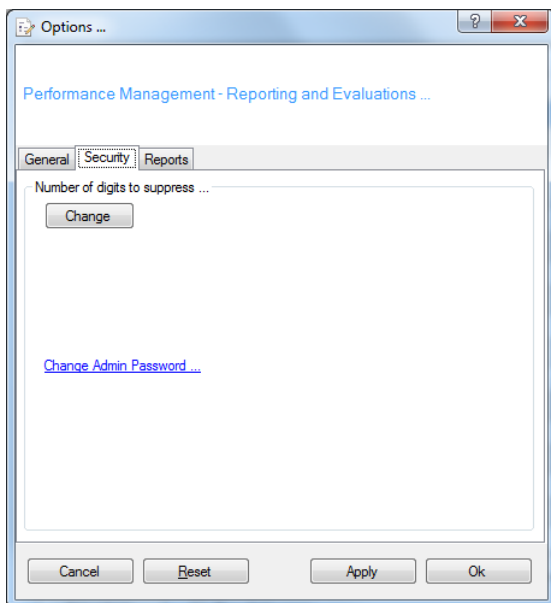 Options ...
Performance Management - Reporting and Evaluations ...
General Security Reports
Number of digits to suppress ...
Change
Change Admin Password ...
Cancel Reset Apply Ok